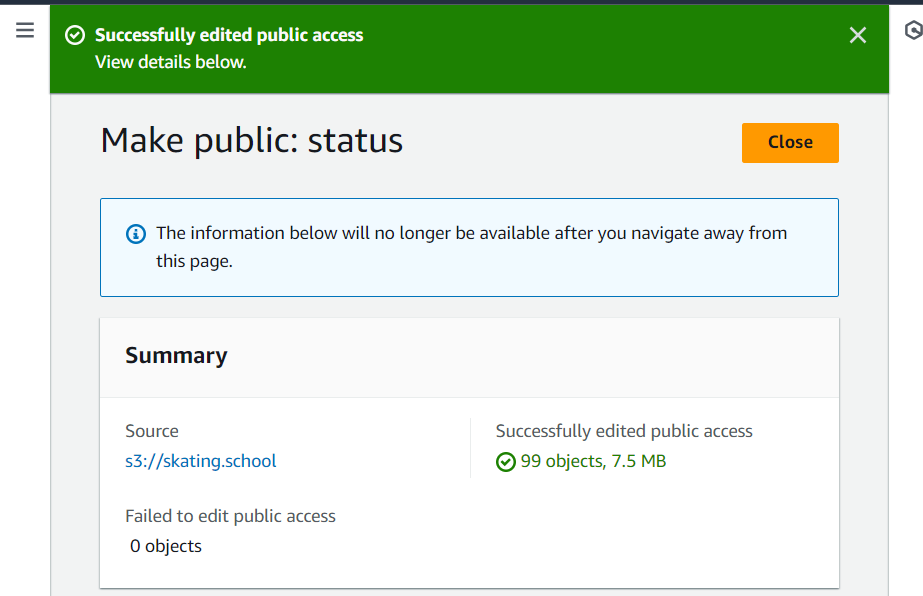 Successfully edited public access
View details below.
Make public: status
Close
The information below will no longer be available after you navigate away from
this page.
Summary
Source
s3://skating.school
Successfully edited public access
99 objects, 7.5 MB
Failed to edit public access
0 objects